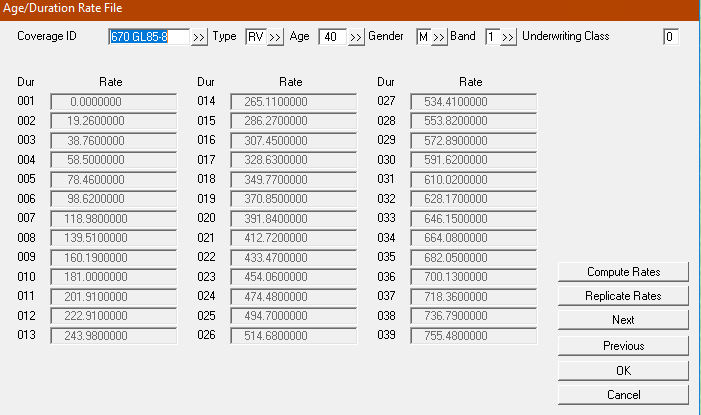 Age/Duration Rate File
Coverage ID 670 GL85-8 >> Type RV >> Age 40 >> Gender M >> Band 1 >> Underwriting Class 0
Dur Rate Dur Rate Dur Rate
001 0.0000000 014 265.1100000 027 534.4100000
002 19.2600000 015 286.2700000 028 553.8200000
003 38.7600000 016 307.4500000 029 572.8900000
004 58.5000000 017 328.6300000 030 591.6200000
005 78.4600000 018 349.7700000 031 610.0200000
006 98.6200000 019 370.8500000 032 628.1700000
007 118.9800000 020 391.8400000 033 646.1500000
008 139.5100000 021 412.7200000 034 664.0800000
009 160.1900000 022 433.4700000 035 682.0500000
010 181.0000000 023 454.0600000 036 700.1300000
011 201.9100000 024 474.4800000 037 718.3600000
012 222.9100000 025 494.7000000 038 736.7900000
013 243.9800000 026 514.6800000 039 755.4800000
Compute Rates
Replicate Rates
Next
Previous
OK
Cancel